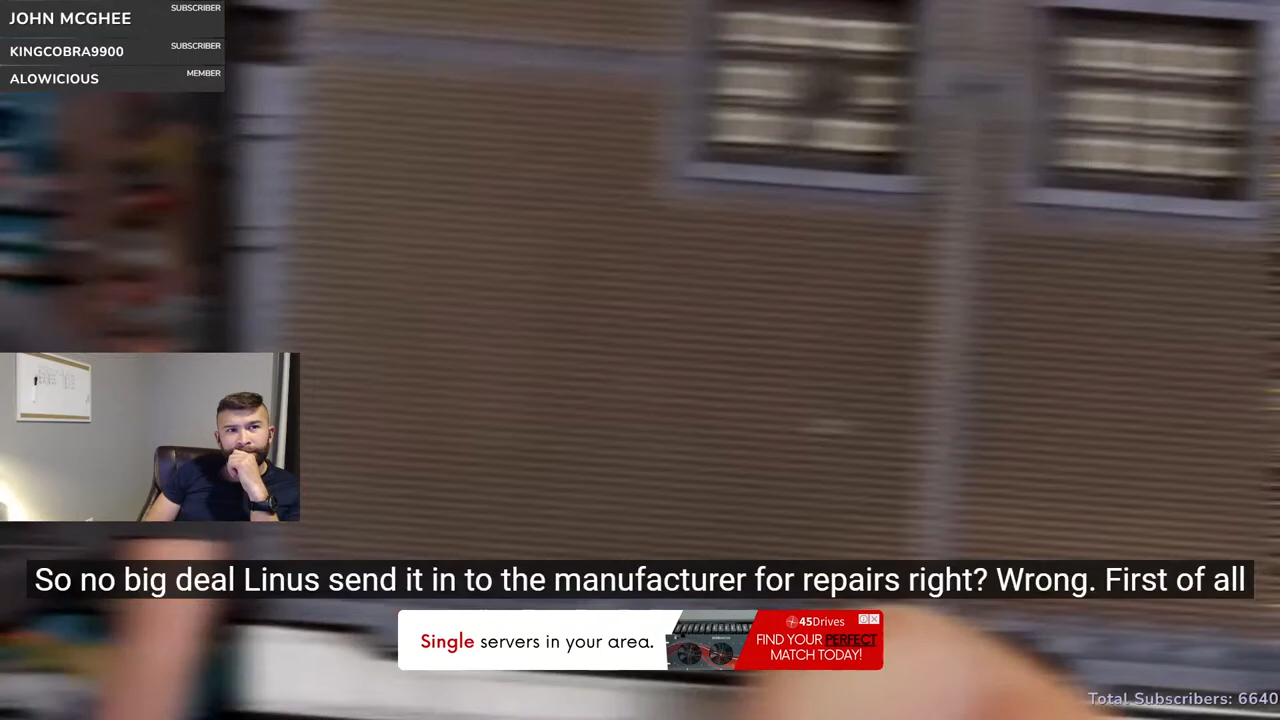 JOHN MCGHEE
SUBSCRIBER
KINGCOBRA9900
SUBSCRIBER
ALOWICIOUS
MEMBER
So no big deal Linus send it in to the manufacturer for repairs right? Wrong. First of all
Single servers in your area.
45Drives
FIND YOUR PERFECT
MATCH TODAY!
Total Subscribers: 6640